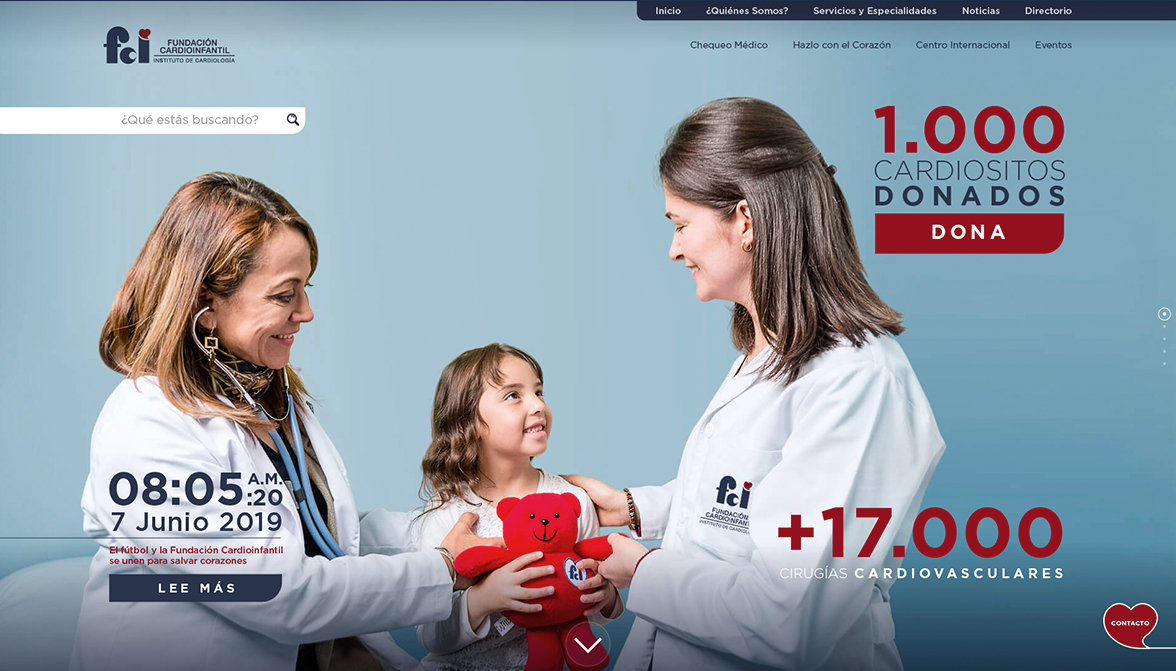 Inicio
¿Quiénes Somos?
Servicios y Especialidades
Noticias
Directorio
fci
FUNDACIÓN
CARDIOINFANTIL
INSTITUTO DE CARDIOLOGÍA
Chequeo Médico
Hazlo con el Corazón
Centro Internacional
Eventos
¿Qué estás buscando?
1.000
CARDIOSITOS
DONADOS
DONA
08:05:20 A.M.
7 Junio 2019
El fútbol y la Fundación Cardioinfantil
se unen para salvar corazones
LEE MÁS
fci
FUNDACIÓN
CARDIOINFANT
INSTITUTO DE CARDIOLOG
fci
+17.000
CIRUGÍAS CARDIOVASCULARES
CONTACTO